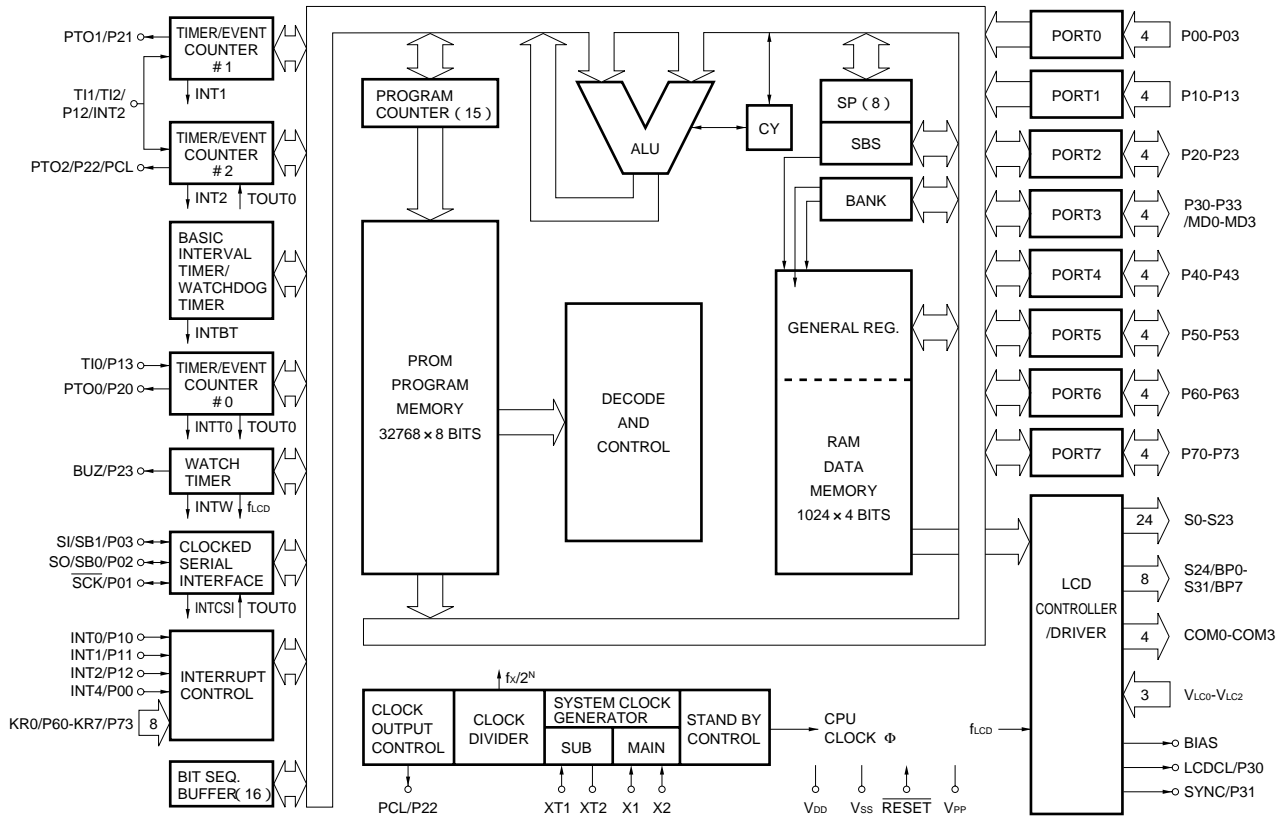 PTO1/P21
TI1/TI2/
P12/INT2
PTO2/P22/PCL
TIMER/EVENT
COUNTER
#1
INT1
TIMER/EVENT
COUNTER
#2
INT2
TOUT0
BASIC
INTERVAL
TIMER/
WATCHDOG
TIMER
INTBT
TI0/P13
PTO0/P20
TIMER/EVENT
COUNTER
#0
INTT0
TOUT0
BUZ/P23
WATCH
TIMER
INTW
fLCD
SI/SB1/P03
SO/SB0/P02
SCK/P01
CLOCKED
SERIAL
INTERFACE
INTCSI
TOUT0
INT0/P10
INT1/P11
INT2/P12
INT4/P00
KR0/P60-KR7/P73
8
INTERRUPT
CONTROL
BIT SEQ.
BUFFER(16)
PROGRAM
COUNTER (15)
ALU
CY
SP (8)
SBS
BANK
PROM
PROGRAM
MEMORY
32768 × 8 BITS
DECODE
AND
CONTROL
GENERAL REG.
RAM
DATA
MEMORY
1024 × 4 BITS
fX/2N
CLOCK
OUTPUT
CONTROL
CLOCK
DIVIDER
SYSTEM CLOCK
GENERATOR
SUB
MAIN
STAND BY
CONTROL
CPU
CLOCK Φ
PCL/P22
XT1
XT2
X1
X2
VDD
VSS
RESET
VPP
PORT0
4
P00-P03
PORT1
4
P10-P13
PORT2
4
P20-P23
PORT3
4
P30-P33
/MD0-MD3
PORT4
4
P40-P43
PORT5
4
P50-P53
PORT6
4
P60-P63
PORT7
4
P70-P73
LCD
CONTROLLER
/DRIVER
24
S0-S23
8
S24/BP0-
S31/BP7
4
COM0-COM3
3
VLC0-VLC2
fLCD
BIAS
LCDCL/P30
SYNC/P31